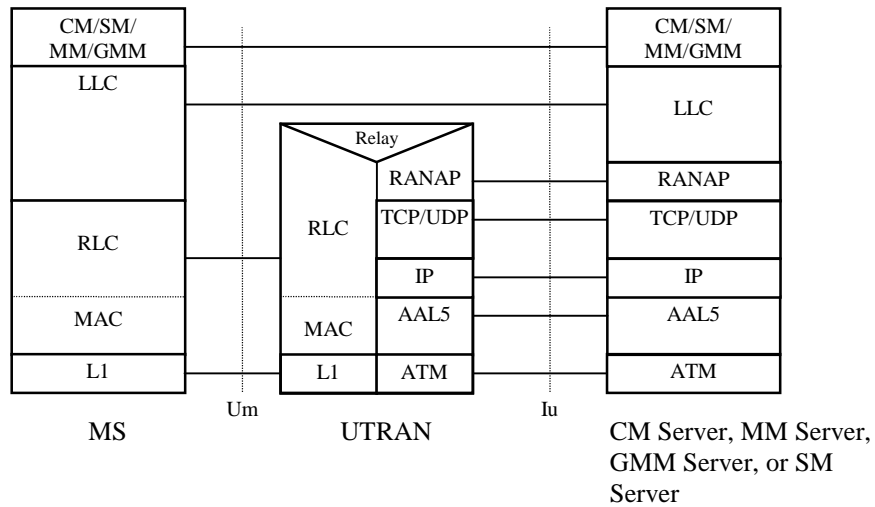 CM/SM/
MM/GMM
CM/SM/
MM/GMM
LLC
LLC
Relay
RANAP
RANAP
RLC
RLC
TCP/UDP
TCP/UDP
IP
IP
MAC
MAC
AAL5
AAL5
L1
L1
ATM
ATM
Um
Iu
MS
UTRAN
CM Server, MM Server,
GMM Server, or SM
Server